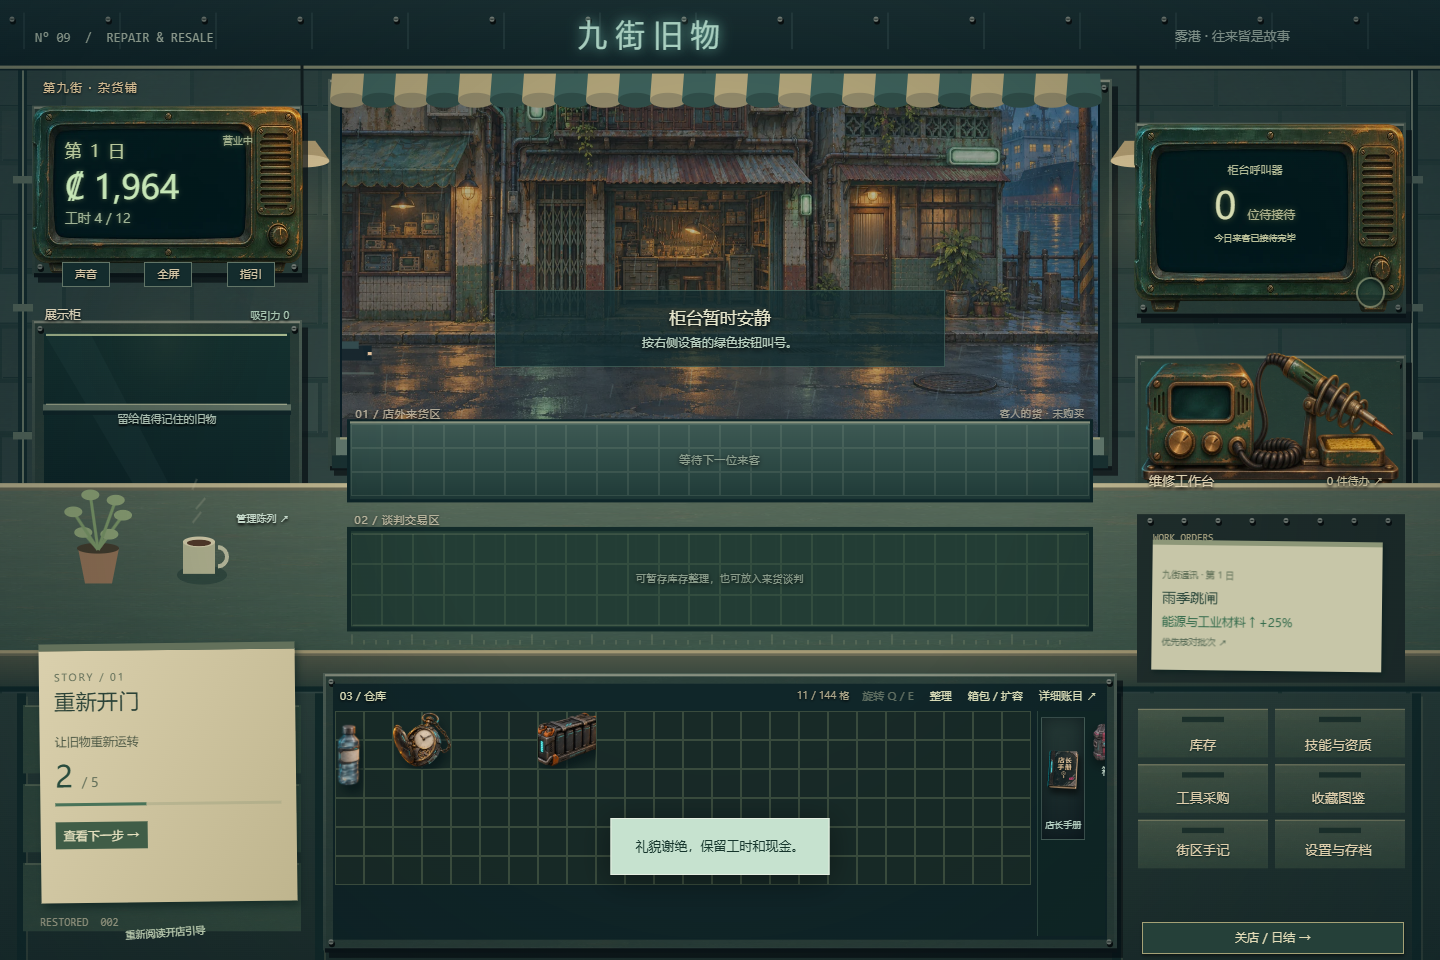 Nº 09 / REPAIR & RESALE
九街旧物
雾港 · 往来皆是故事
第九街 · 杂货铺
营业中
第 1 日
₡ 1,964
工时 4 / 12
声音
全屏
指引
柜台呼叫器
0 位待接待
今日来客已接待完毕
展示柜
吸引力 0
留给值得记住的旧物
管理陈列 ↗
柜台暂时安静
按右侧设备的绿色按钮叫号。
01 / 店外来货区
客人的货 · 未购买
等待下一位来客
02 / 谈判交易区
可暂存库存整理，也可放入来货谈判
维修工作台
0 件待办 ↗
WORK ORDERS
九街通讯 · 第 1 日
雨季跳闸
能源与工业材料 ↑ +25%
优先核对批次 ↗
STORY / 01
重新开门
让旧物重新运转
2 / 5
查看下一步 →
RESTORED 002
重新阅读开店引导
03 / 仓库
11 / 144 格
旋转 Q / E
整理
箱包 / 扩容
详细账目 ↗
店长手册
店长手册
礼貌谢绝，保留工时和现金。
库存
技能与资质
工具采购
收藏图鉴
街区手记
设置与存档
关店 / 日结 →